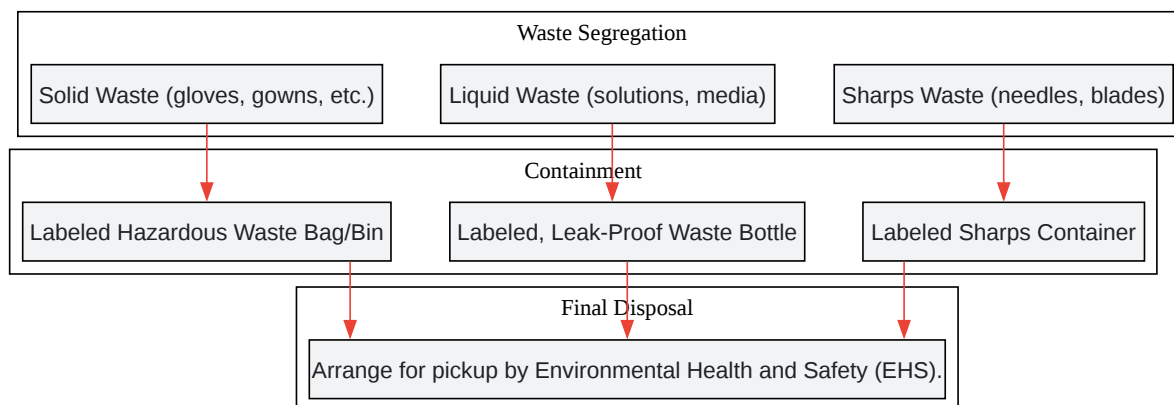 Waste Segregation
Solid Waste (gloves, gowns, etc.)
Liquid Waste (solutions, media)
Sharps Waste (needles, blades)
Containment
Labeled Hazardous Waste Bag/Bin
Labeled, Leak-Proof Waste Bottle
Labeled Sharps Container
Final Disposal
Arrange for pickup by Environmental Health and Safety (EHS).